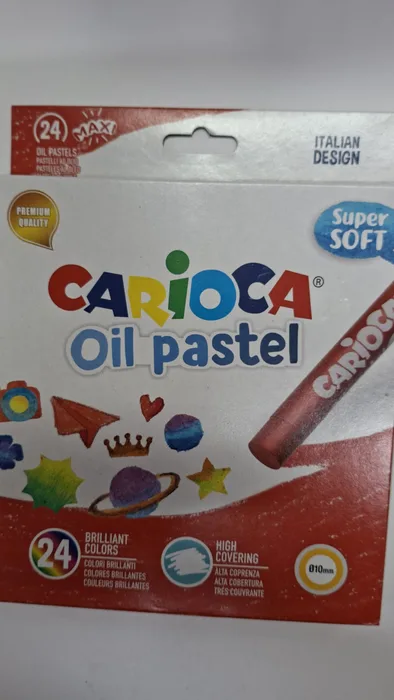 24
MAXI
OIL PASTELS
ITALIAN
DESIGN
PREMIUM
QUALITY
Super
SOFT
CARIOCA®
Oil pastel
CARIOCA
24
BRILLIANT
COLORS
COLORI BRILLANTI
COLORES BRILLANTES
COULEURS BRILLANTES
HIGH
COVERING
ALTA COPRENZA
ALTA COBERTURA
TRÈS COUVRANTE
Ø10mm